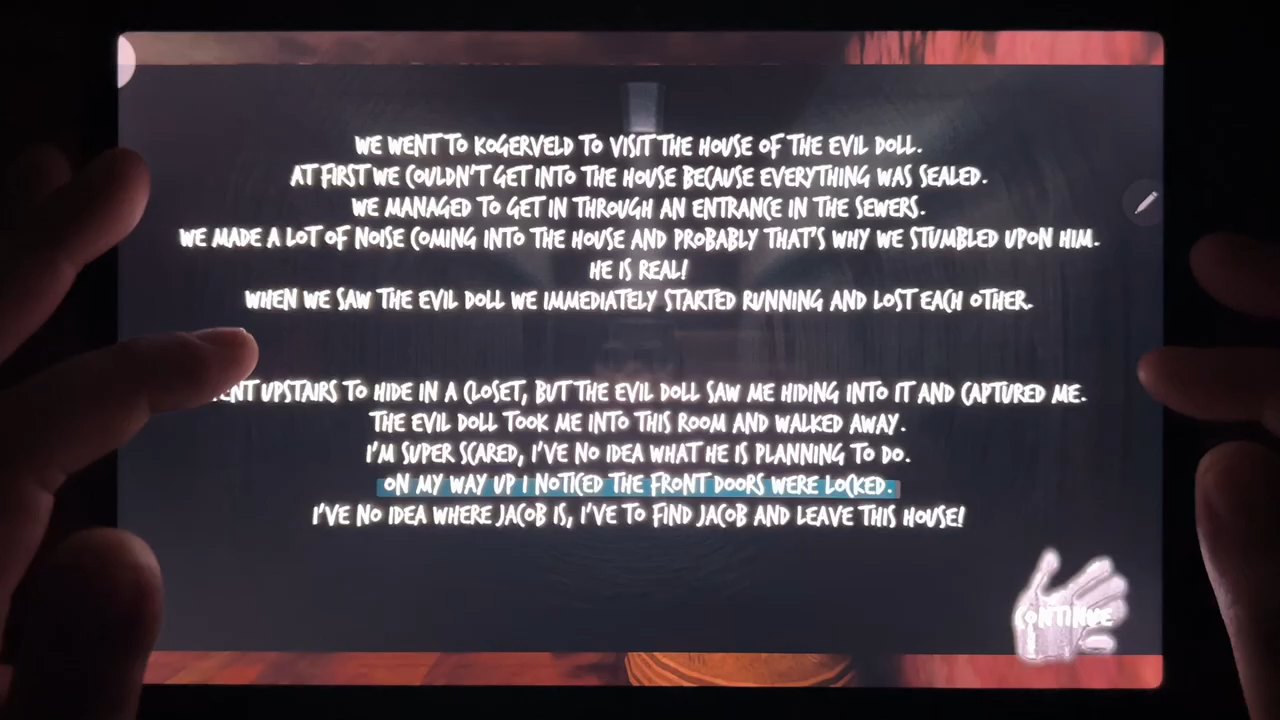 WE WENT TO KOGERVELD TO VISIT THE HOUSE OF THE EVIL DOLL.
AT FIRST WE COULDN'T GET INTO THE HOUSE BECAUSE EVERYTHING WAS SEALED.
WE MANAGED TO GET IN THROUGH AN ENTRANCE IN THE SEWERS.
WE MADE A LOT OF NOISE COMING INTO THE HOUSE AND PROBABLY THAT'S WHY WE STUMBLED UPON HIM.
HE IS REAL!
WHEN WE SAW THE EVIL DOLL WE IMMEDIATELY STARTED RUNNING AND LOST EACH OTHER.
UPSTAIRS TO HIDE IN A CLOSET, BUT THE EVIL DOLL SAW ME HIDING INTO IT AND CAPTURED ME.
THE EVIL DOLL TOOK ME INTO THIS ROOM AND WALKED AWAY.
I'M SUPER SCARED, I'VE NO IDEA WHAT HE IS PLANNING TO DO.
ON MY WAY UP I NOTICED THE FRONT DOORS WERE LOCKED.
I'VE NO IDEA WHERE JACOB IS, I'VE TO FIND JACOB AND LEAVE THIS HOUSE!
CONTINUE